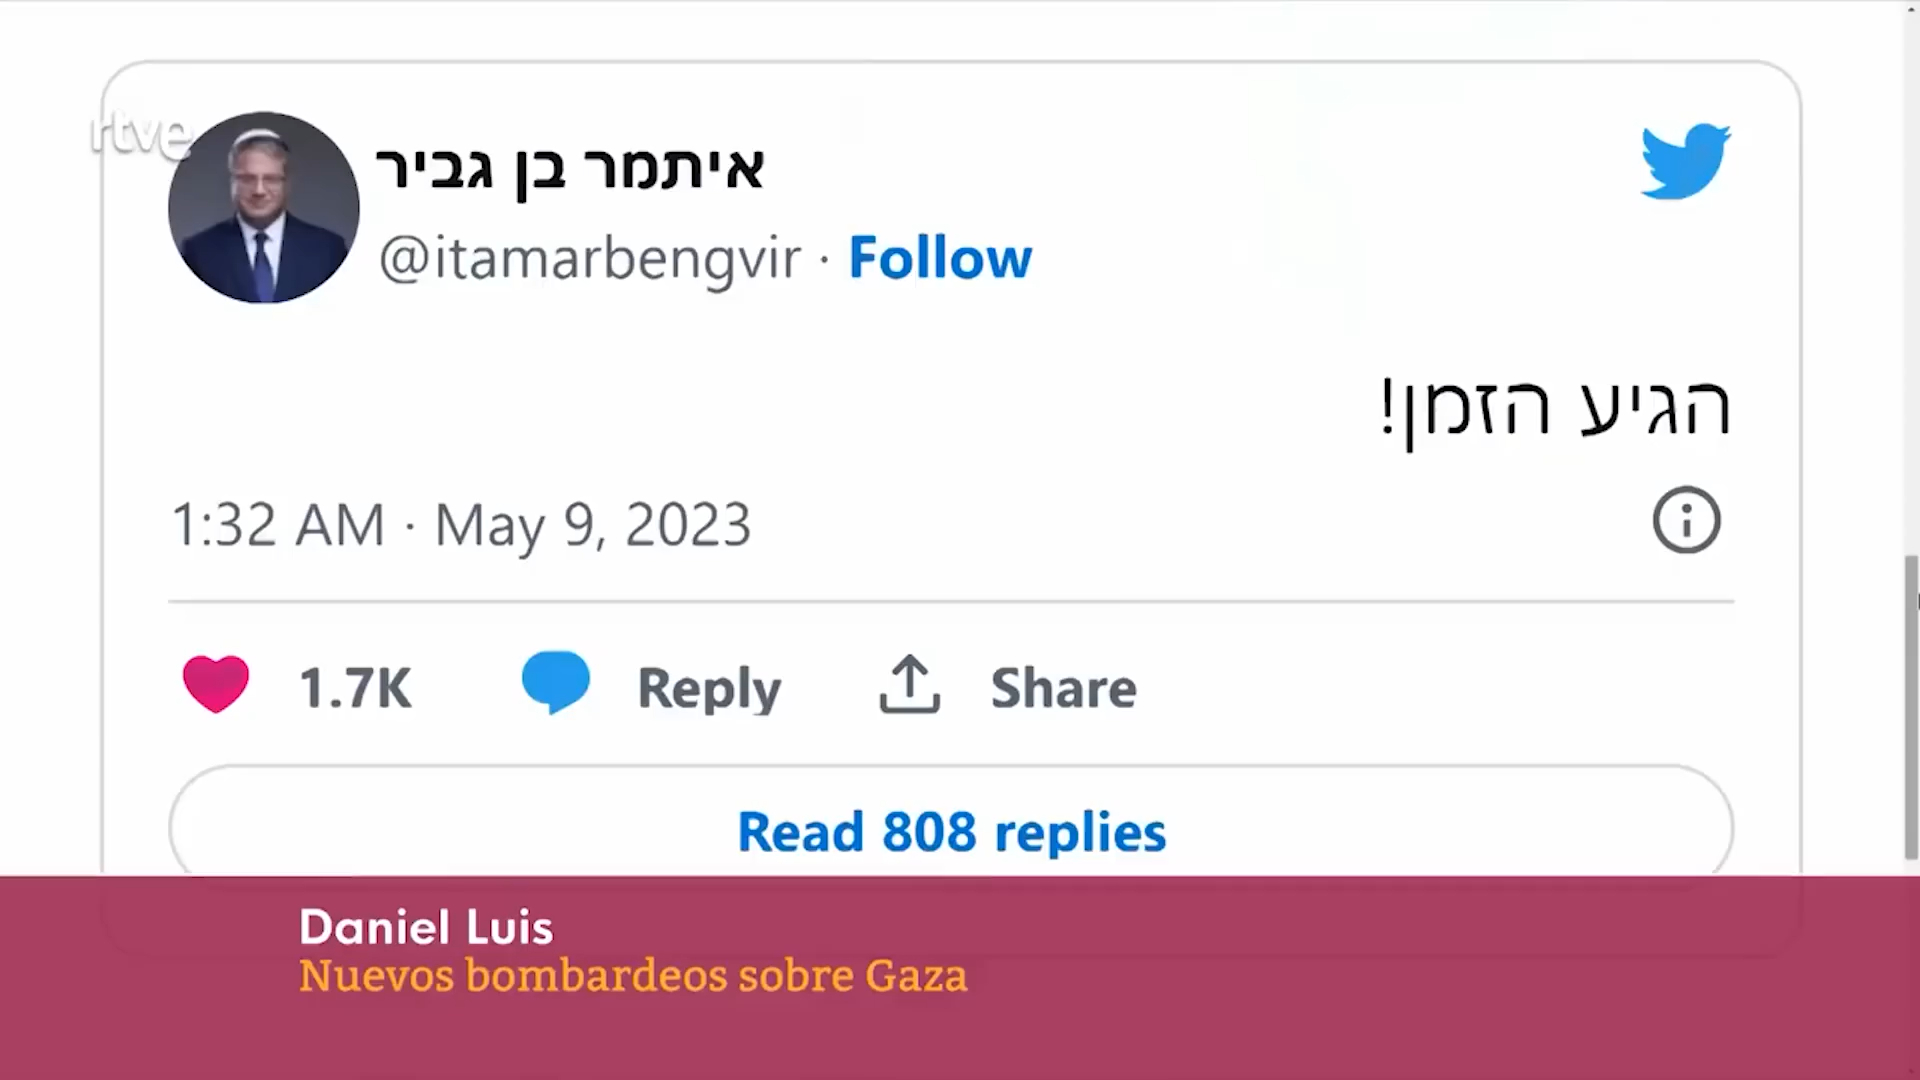 rtve
איתמר בן גביר
@itamarbengvir · Follow
הגיע הזמן!
1:32 AM · May 9, 2023
1.7K Reply Share
Read 808 replies
Daniel Luis
Nuevos bombardeos sobre Gaza